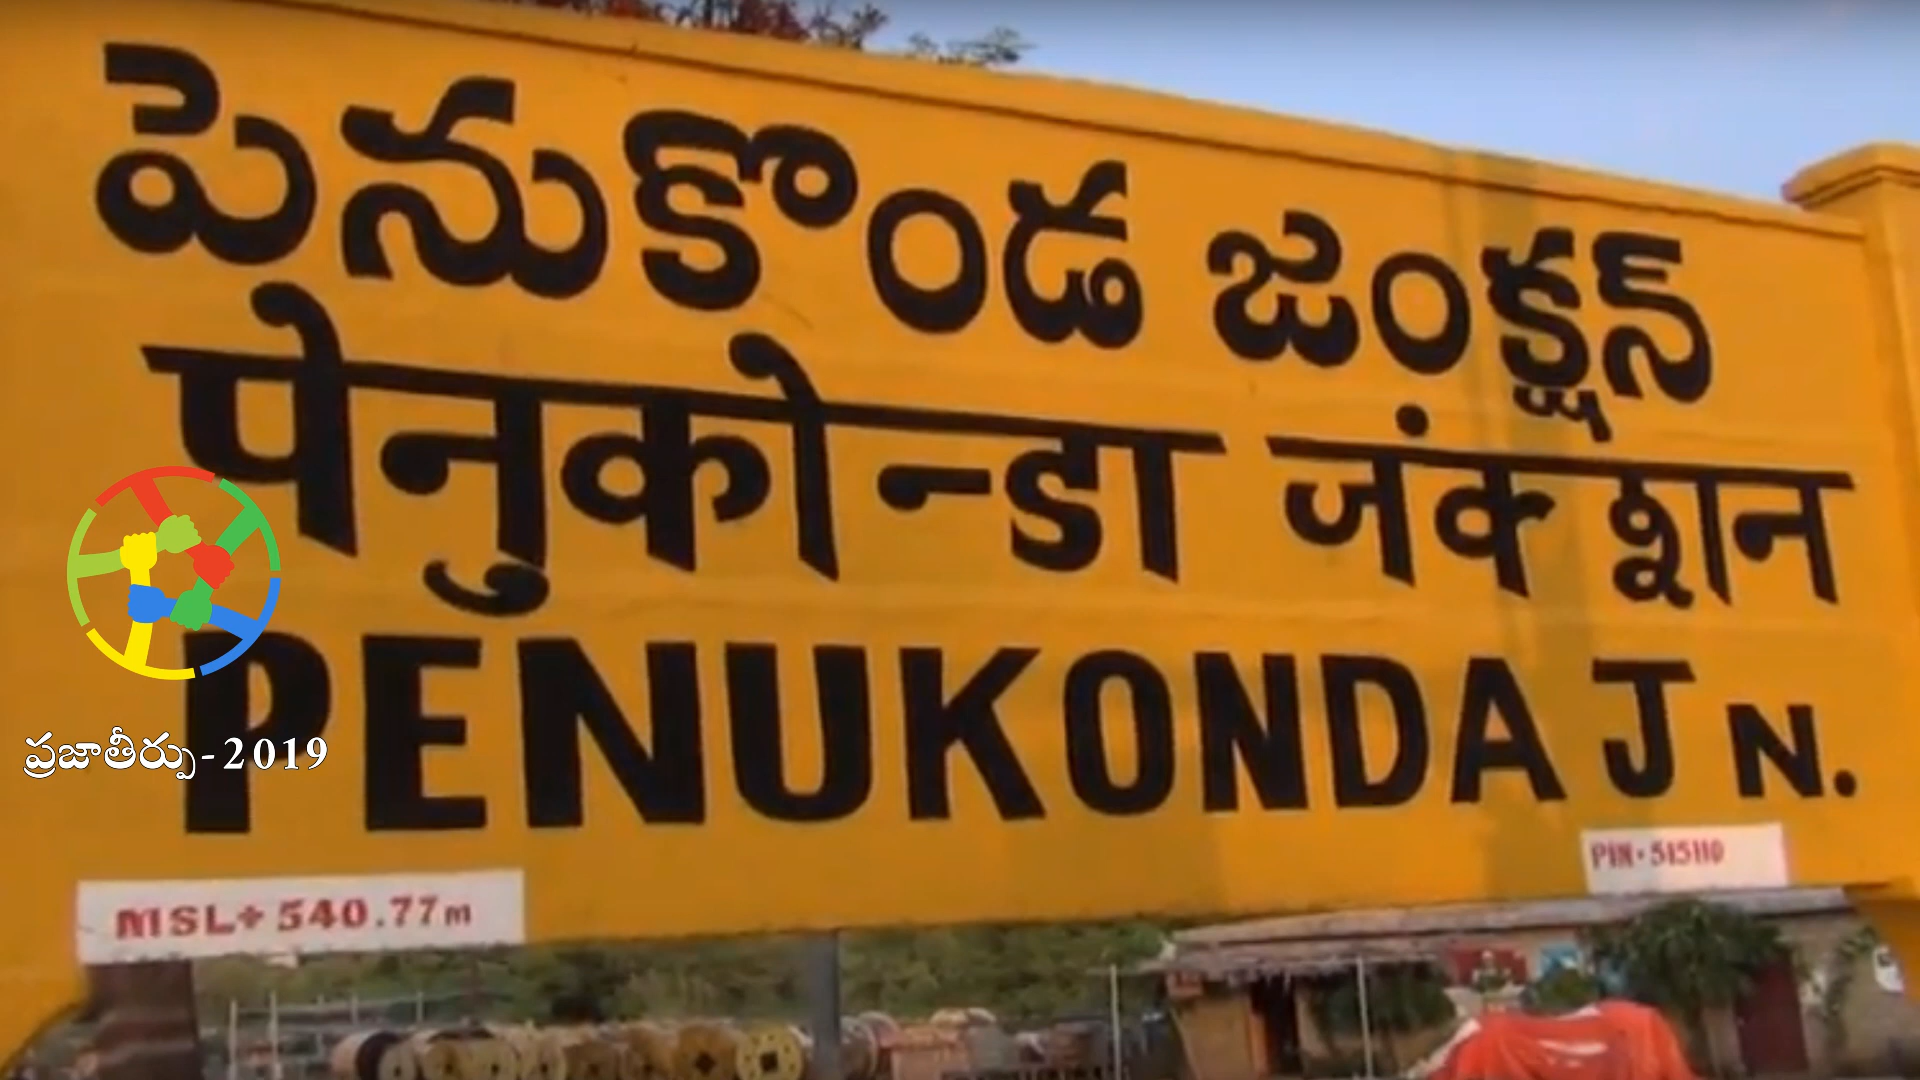 పెనుకొండ జంక్షన్
पेनुकोन्डा जंक्शन
PENUKONDA JN.
ప్రజాతీర్పు-2019
MSL+ 540.77m
PIN-515110